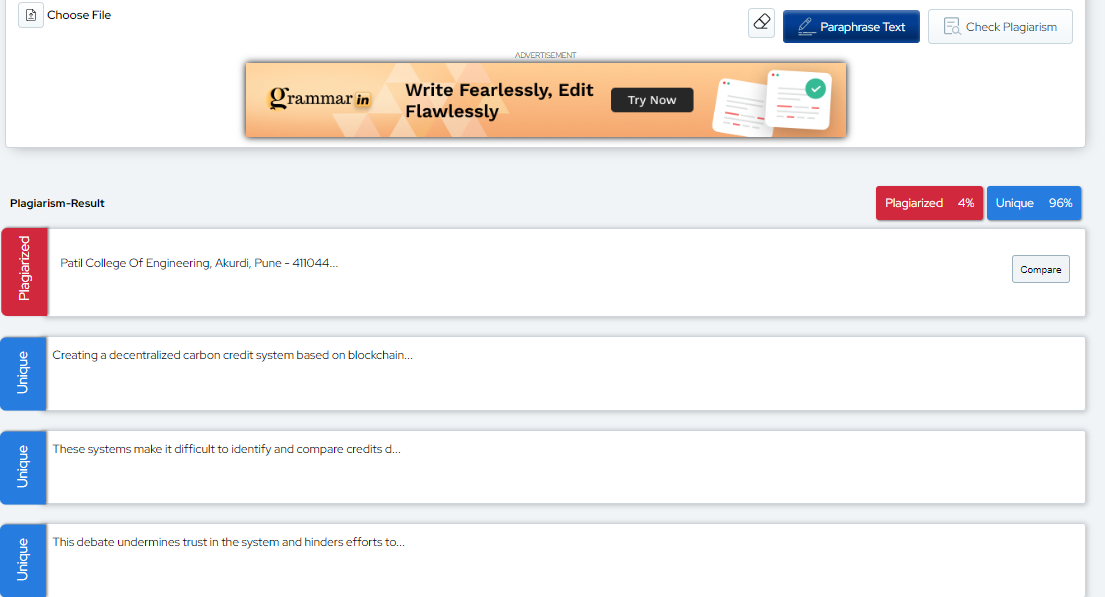 Choose File
Paraphrase Text
Check Plagiarism
ADVERTISEMENT
Grammar in
Write Fearlessly, Edit
Flawlessly
Try Now
Plagiarism-Result
Plagiarized 4%
Unique 96%
Plagiarized
Patil College Of Engineering, Akurdi, Pune - 411044...
Compare
Unique
Creating a decentralized carbon credit system based on blockchain...
Unique
These systems make it difficult to identify and compare credits d...
Unique
This debate undermines trust in the system and hinders efforts to...